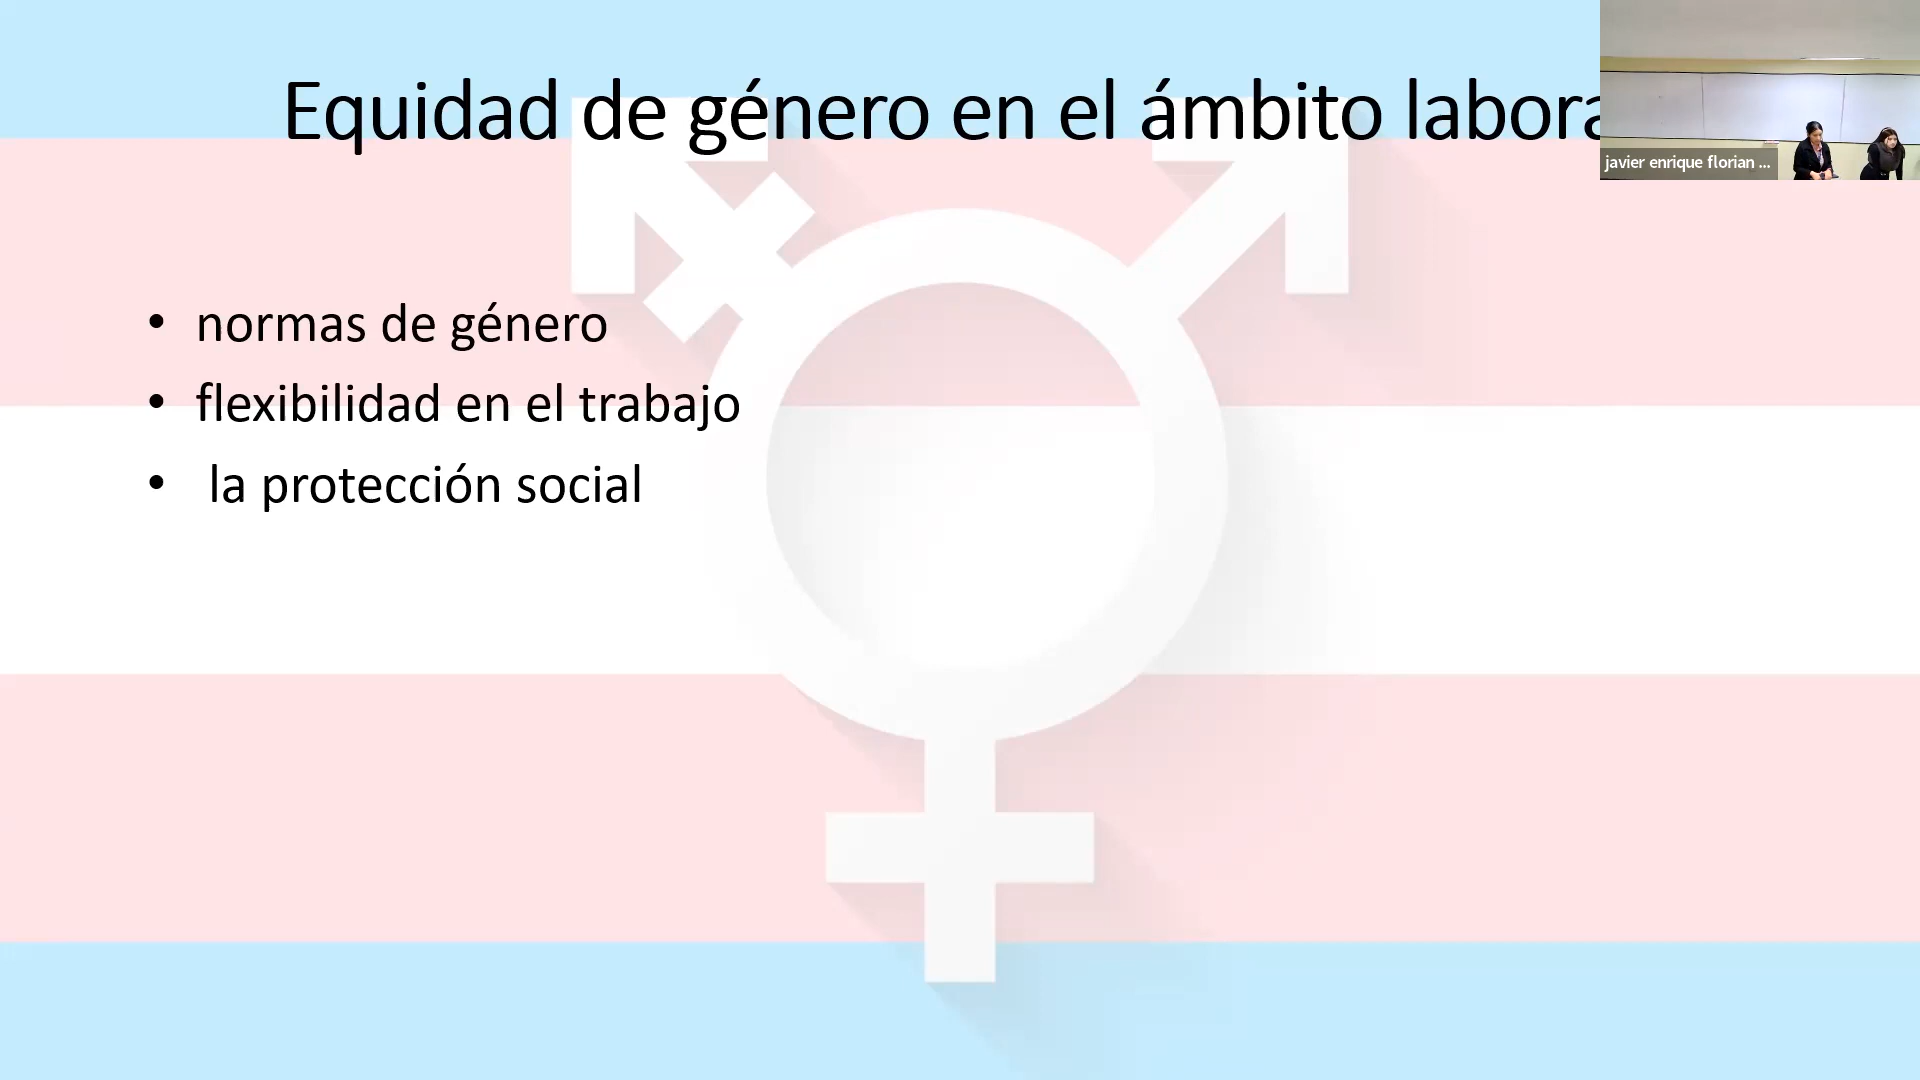 Equidad de género en el ámbito labora
normas de género
flexibilidad en el trabajo
la protección social
javier enrique florian ...